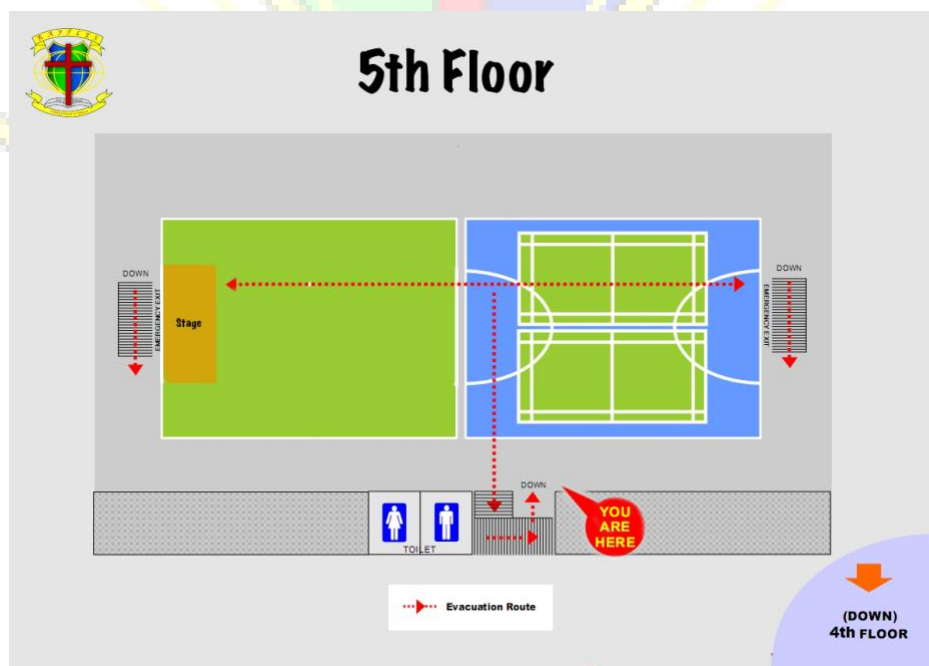 5th Floor
DOWN
EMERGENCY EXIT
Stage
DOWN
EMERGENCY EXIT
DOWN
TOILET
YOU
ARE
HERE
Evacuation Route
(DOWN)
4th FLOOR